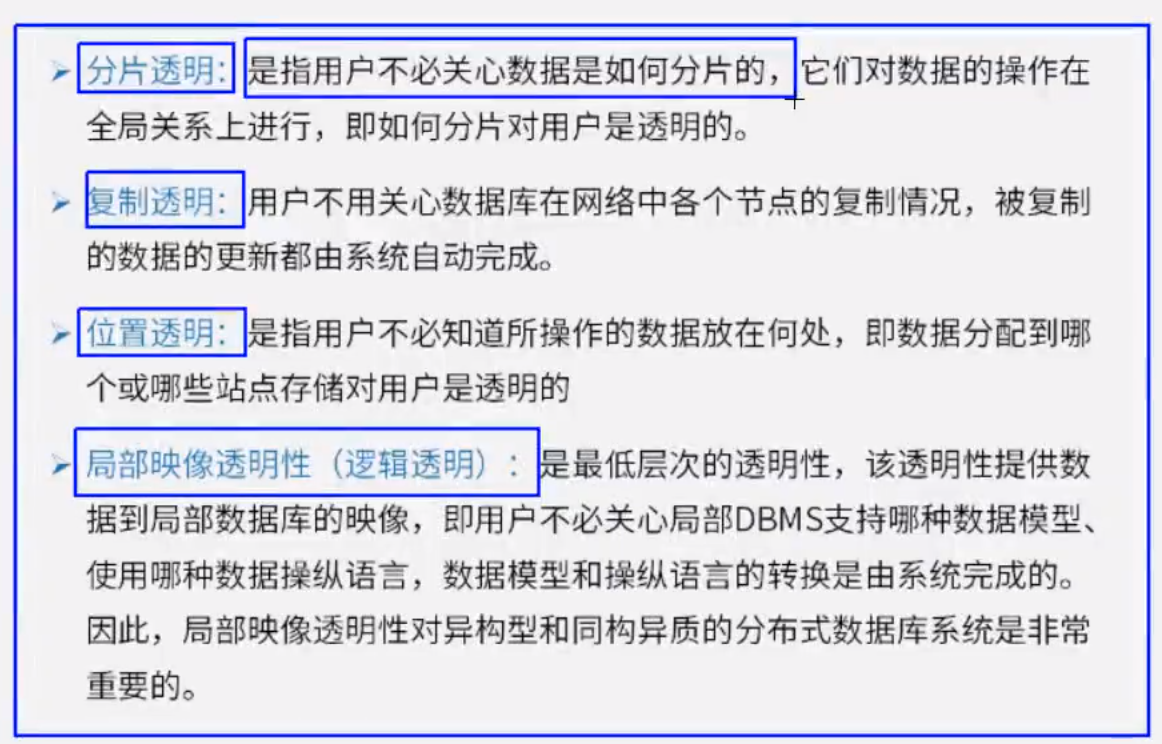 ➢ 分片透明：是指用户不必关心数据是如何分片的，它们对数据的操作在
全局关系上进行，即如何分片对用户是透明的。
➢ 复制透明：用户不用关心数据库在网络中各个节点的复制情况，被复制
的数据的更新都由系统自动完成。
➢ 位置透明：是指用户不必知道所操作的数据放在何处，即数据分配到哪
个或哪些站点存储对用户是透明的
➢ 局部映像透明性（逻辑透明）：是最低层次的透明性，该透明性提供数
据到局部数据库的映像，即用户不必关心局部DBMS支持哪种数据模型、
使用哪种数据操纵语言，数据模型和操纵语言的转换是由系统完成的。
因此，局部映像透明性对异构型和同构异质的分布式数据库系统是非常
重要的。